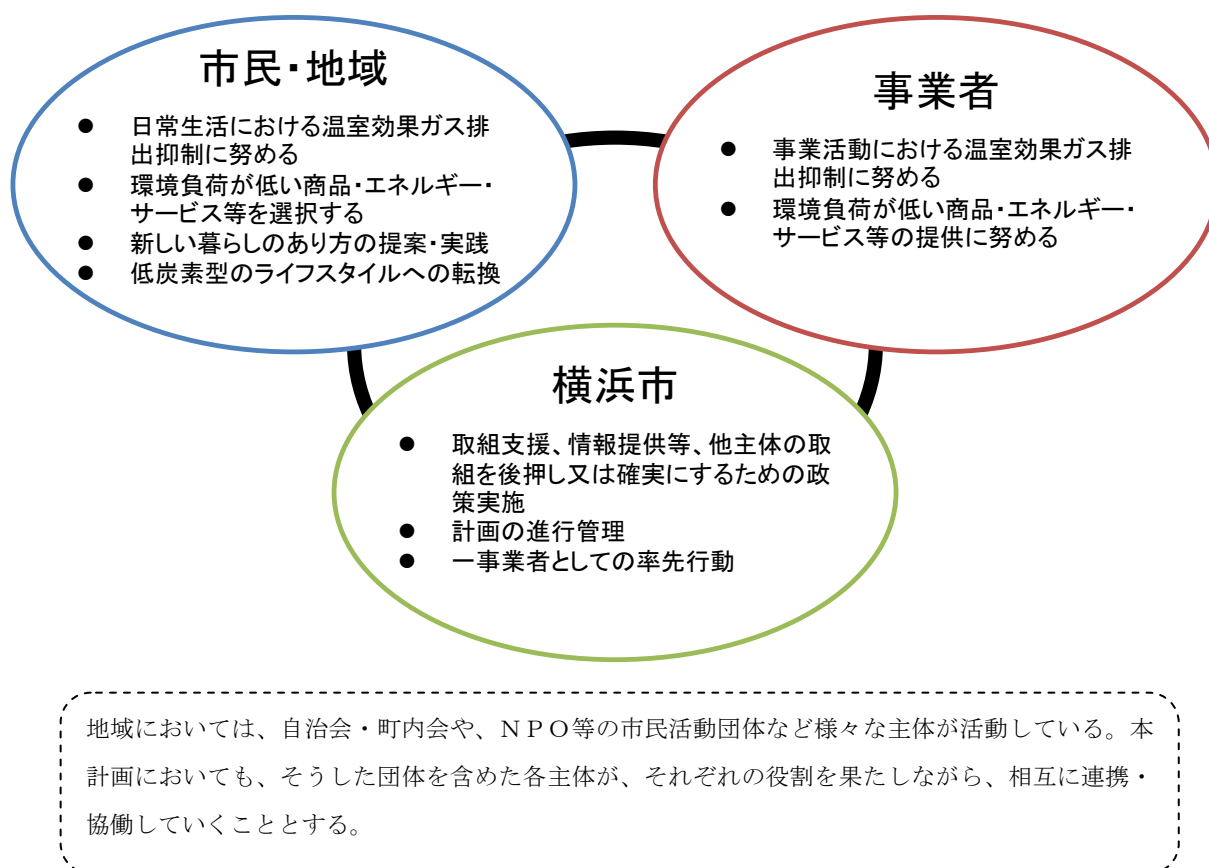 市民・地域
● 日常生活における温室効果ガス排
出抑制に努める
● 環境負荷が低い商品・エネルギー・
サービス等を選択する
● 新しい暮らしのあり方の提案・実践
● 低炭素型のライフスタイルへの転換
事業者
● 事業活動における温室効果ガス排
出抑制に努める
● 環境負荷が低い商品・エネルギー・
サービス等の提供に努める
横浜市
● 取組支援、情報提供等、他主体の取
組を後押し又は確実にするための政
策実施
● 計画の進行管理
● 一事業者としての率先行動
地域においては、自治会・町内会や、ＮＰＯ等の市民活動団体など様々な主体が活動している。本
計画においても、そうした団体を含めた各主体が、それぞれの役割を果たしながら、相互に連携・
協働していくこととする。